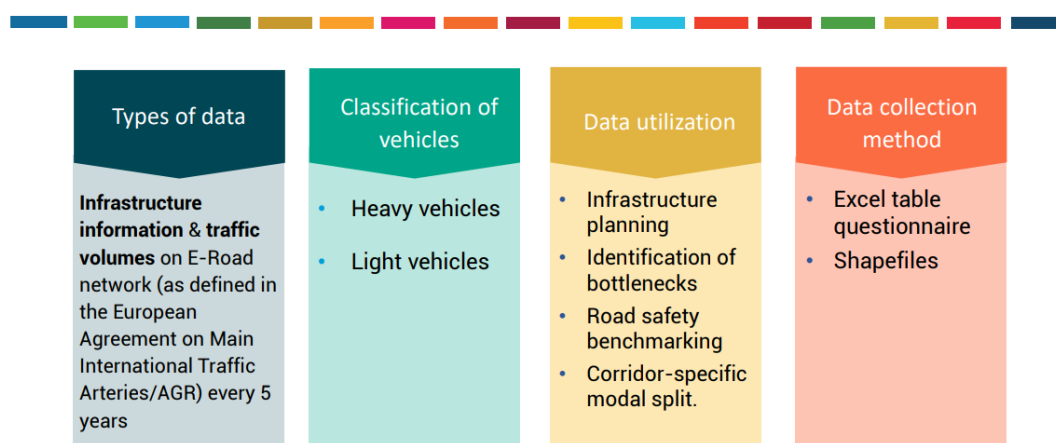 Types of data
Infrastructure
information & traffic
volumes on E-Road
network (as defined in
the European
Agreement on Main
International Traffic
Arteries/AGR) every 5
years
Classification of
vehicles
• Heavy vehicles
• Light vehicles
Data utilization
• Infrastructure
planning
• Identification of
bottlenecks
• Road safety
benchmarking
• Corridor-specific
modal split.
Data collection
method
• Excel table
questionnaire
• Shapefiles